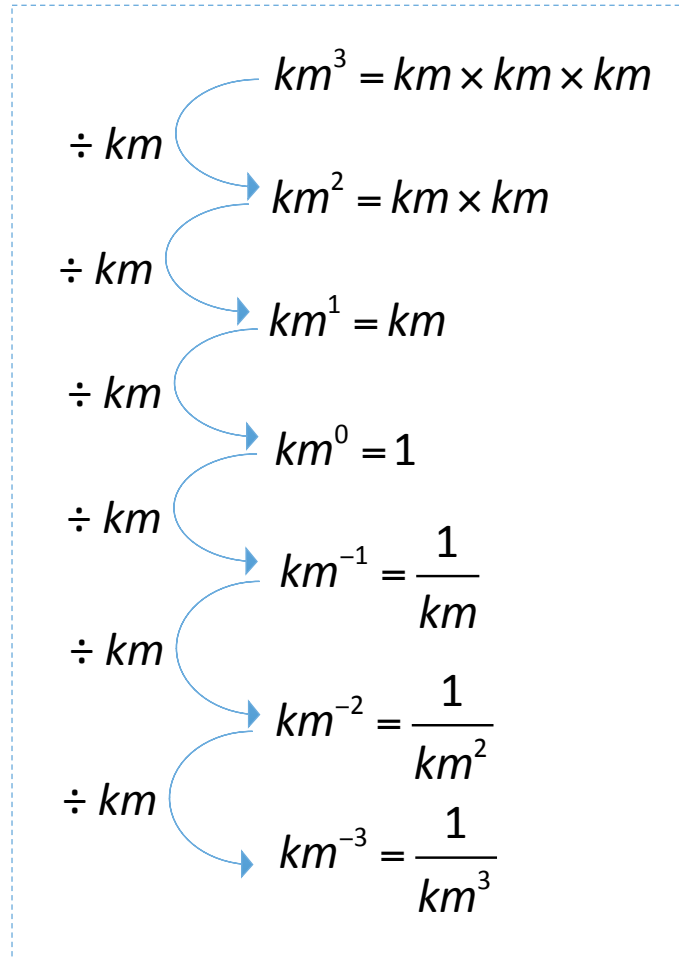 km³ = km × km × km
÷ km
km² = km × km
÷ km
km¹ = km
÷ km
km⁰ = 1
÷ km
km⁻¹ = 1/km
÷ km
km⁻² = 1/km²
÷ km
km⁻³ = 1/km³